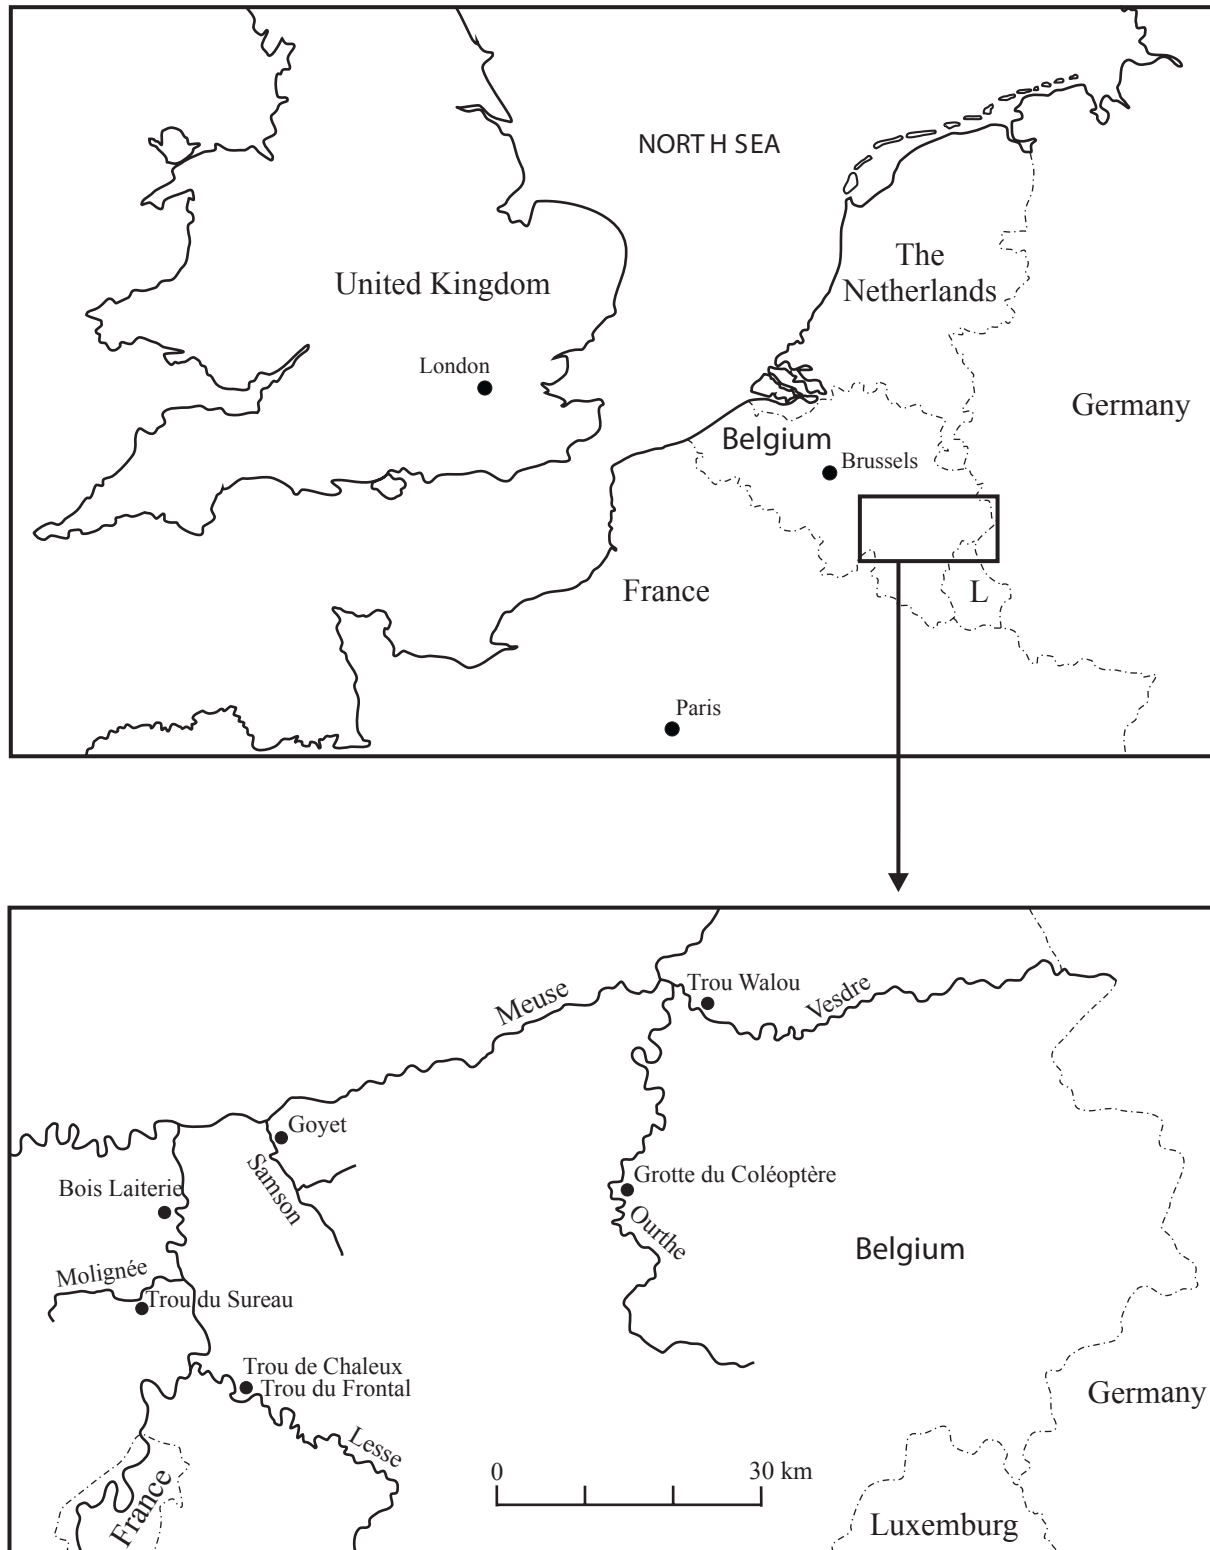 NORTH SEA
The
Netherlands
United Kingdom
London
Germany
Belgium
Brussels
France
L
Paris
Trou Walou
Meuse
Vesdre
Goyet
Samson
Grotte du Coléoptère
Bois Laiterie
Ourthe
Belgium
Molignée
Trou du Sureau
Trou de Chaleux
Trou du Frontal
Germany
Lesse
0
30 km
France
Luxemburg